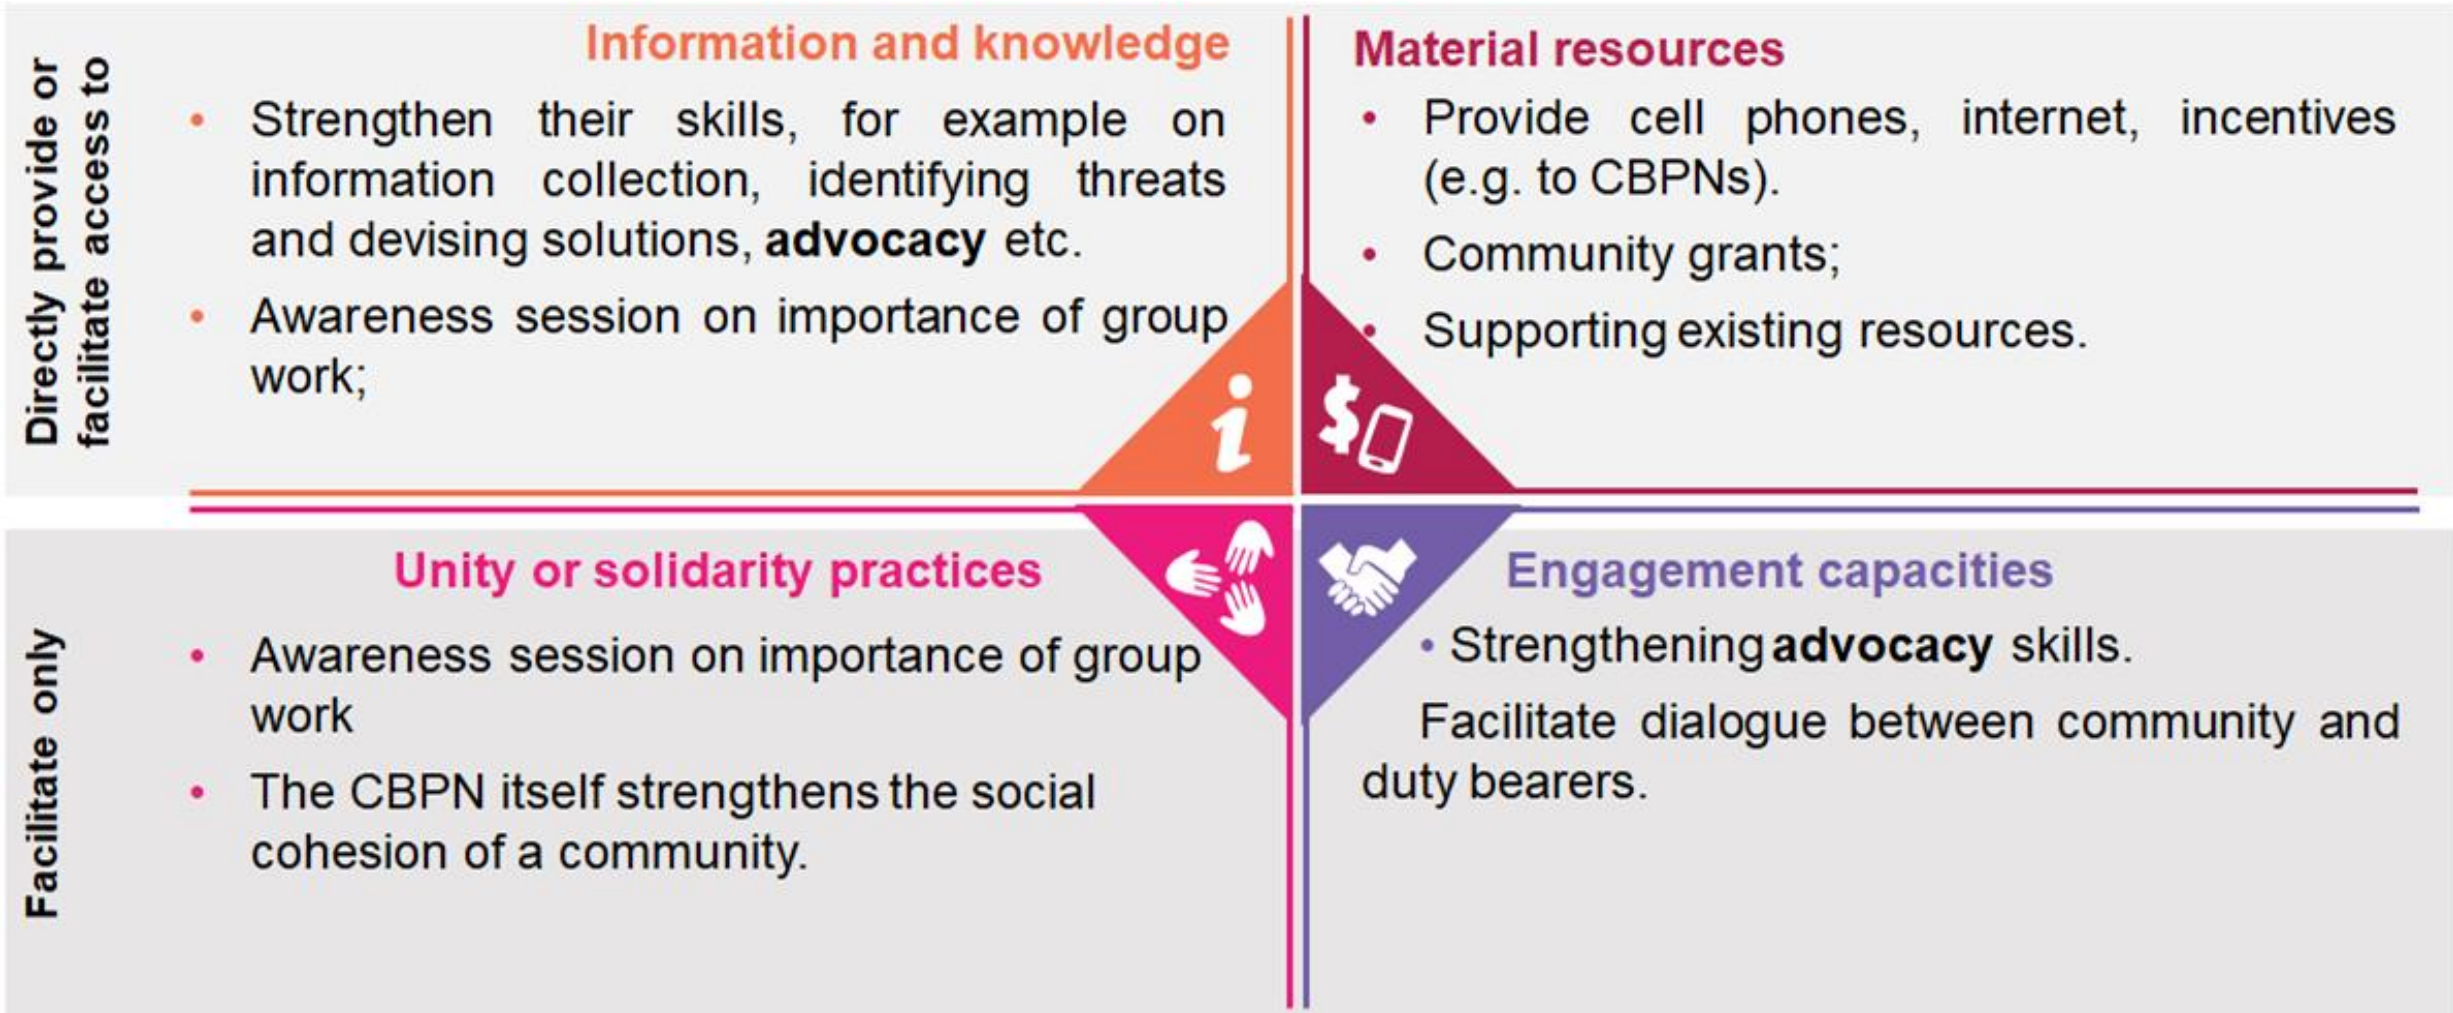 Directly provide or
facilitate access to
Information and knowledge
• Strengthen their skills, for example on
information collection, identifying threats
and devising solutions, advocacy etc.
• Awareness session on importance of group
work;
Material resources
• Provide cell phones, internet, incentives
(e.g. to CBPNs).
• Community grants;
• Supporting existing resources.
i
$
Facilitate only
Unity or solidarity practices
• Awareness session on importance of group
work
• The CBPN itself strengthens the social
cohesion of a community.
Engagement capacities
• Strengthening advocacy skills.
Facilitate dialogue between community and
duty bearers.